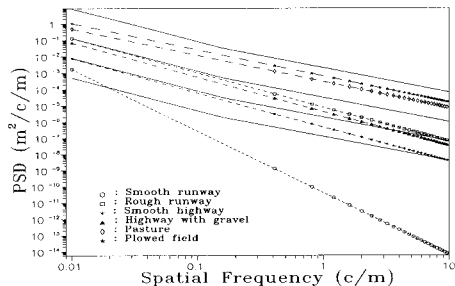 1
10⁻¹
10⁻²
10⁻³
10⁻⁴
10⁻⁵
10⁻⁶
10⁻⁷
10⁻⁸
10⁻⁹
10⁻¹⁰
10⁻¹¹
10⁻¹²
10⁻¹³
10⁻¹⁴
PSD (m²/c/m)
: Smooth runway
: Rough runway
: Smooth highway
: Highway with gravel
: Pasture
: Plowed field
0.01 0.1 1 10
Spatial Frequency (c/m)